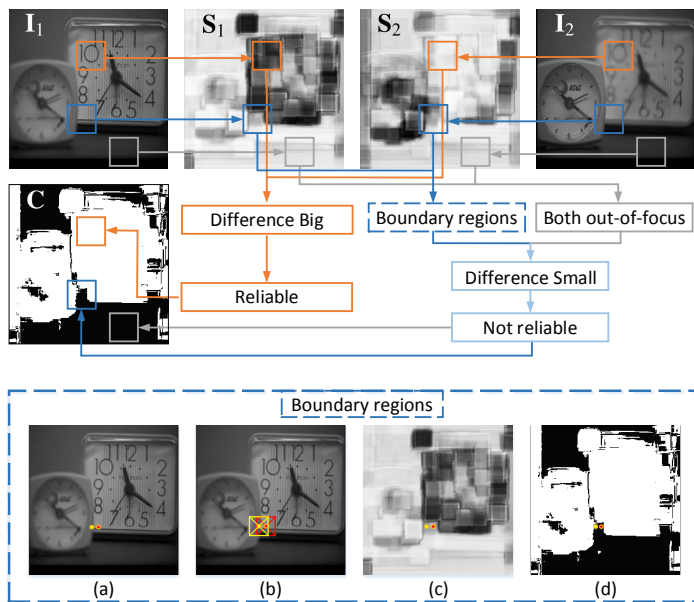 I1 S1 S2 I2
C
Difference Big
Boundary regions
Both out-of-focus
Difference Small
Reliable
Not reliable
Boundary regions
(a) (b) (c) (d)